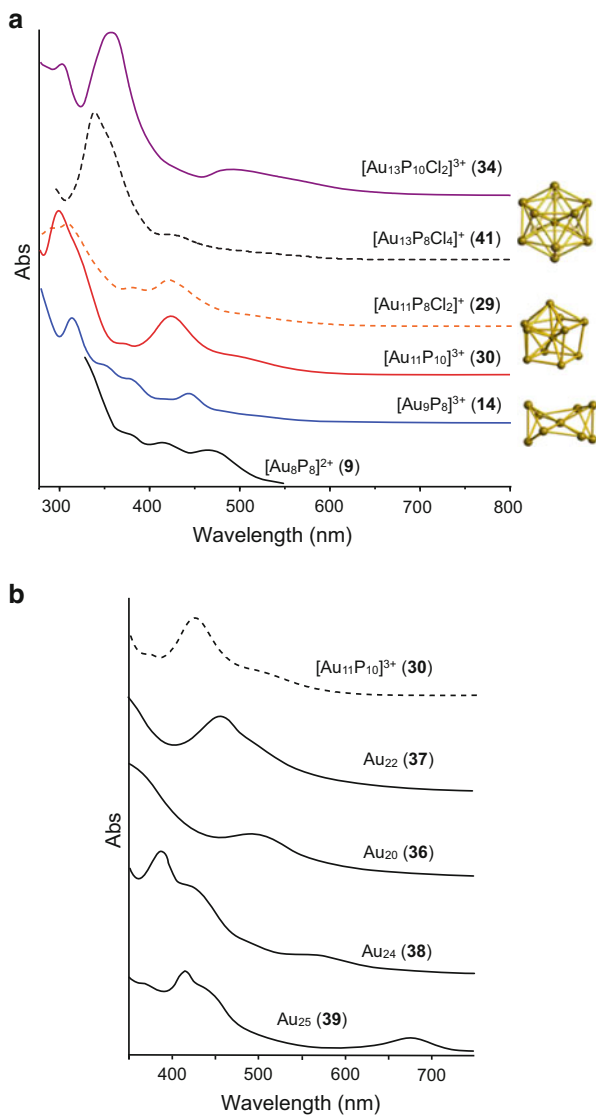 a
[Au₁₃P₁₀Cl₂]³⁺ (34)
[Au₁₃P₈Cl₄]⁺ (41)
[Au₁₁P₈Cl₂]⁺ (29)
[Au₁₁P₁₀]³⁺ (30)
[Au₉P₈]³⁺ (14)
[Au₈P₈]²⁺ (9)
Abs
300 400 500 600 700 800
Wavelength (nm)
b
[Au₁₁P₁₀]³⁺ (30)
Au₂₂ (37)
Au₂₀ (36)
Au₂₄ (38)
Au₂₅ (39)
Abs
400 500 600 700
Wavelength (nm)